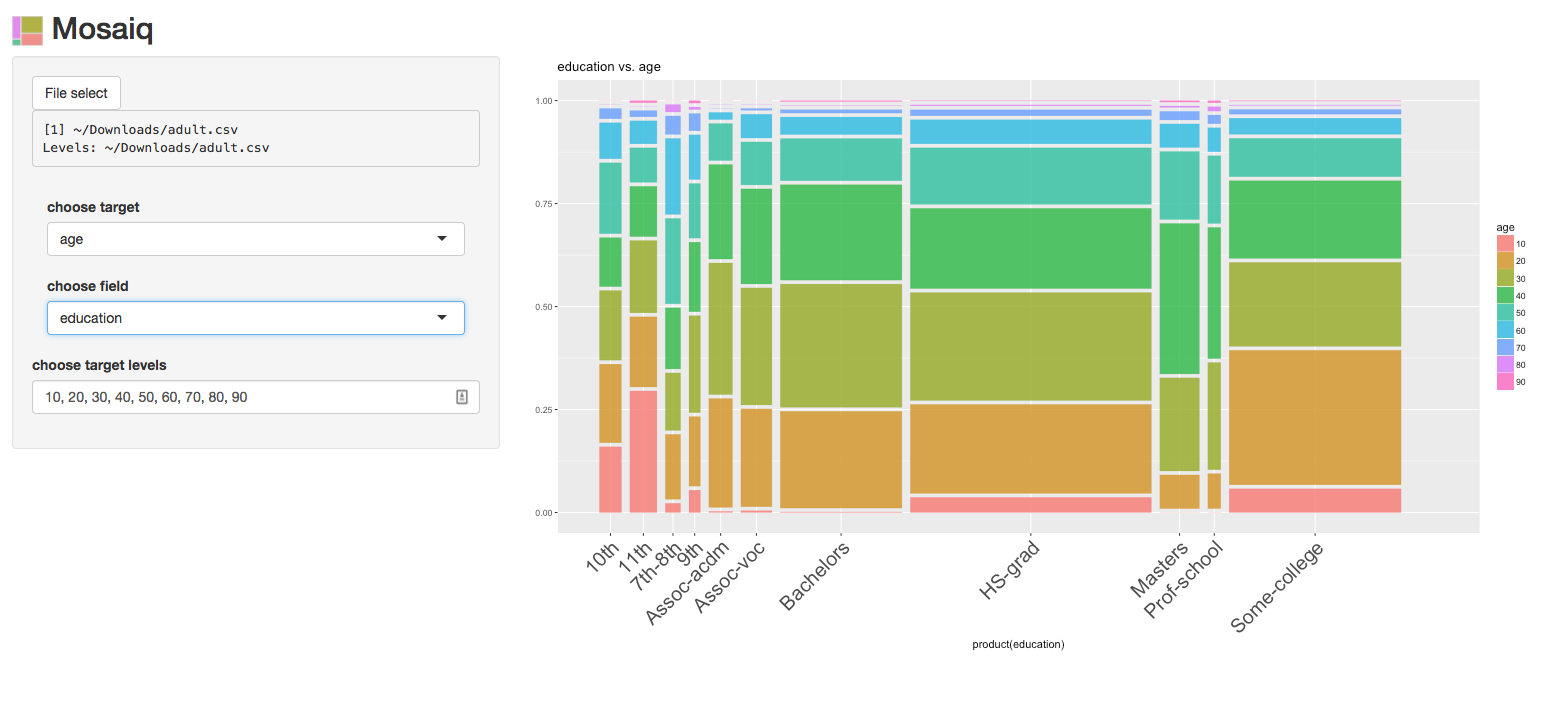 Mosaiq
File select
[1] ~/Downloads/adult.csv
Levels: ~/Downloads/adult.csv
choose target
age
choose field
education
choose target levels
10, 20, 30, 40, 50, 60, 70, 80, 90
education vs. age
1.00
0.75
0.50
0.25
0.00
10th
11th
7th-8th
9th
Assoc-acdm
Assoc-voc
Bachelors
HS-grad
Masters
Prof-school
Some-college
product(education)
age
10
20
30
40
50
60
70
80
90